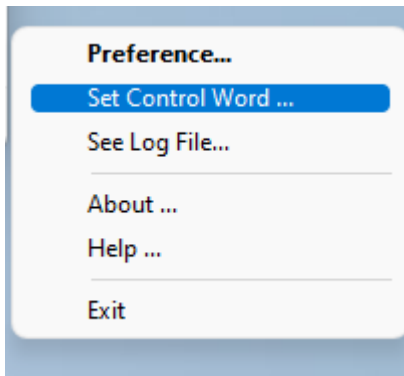 Preference...
Set Control Word ...
See Log File...
About ...
Help ...
Exit